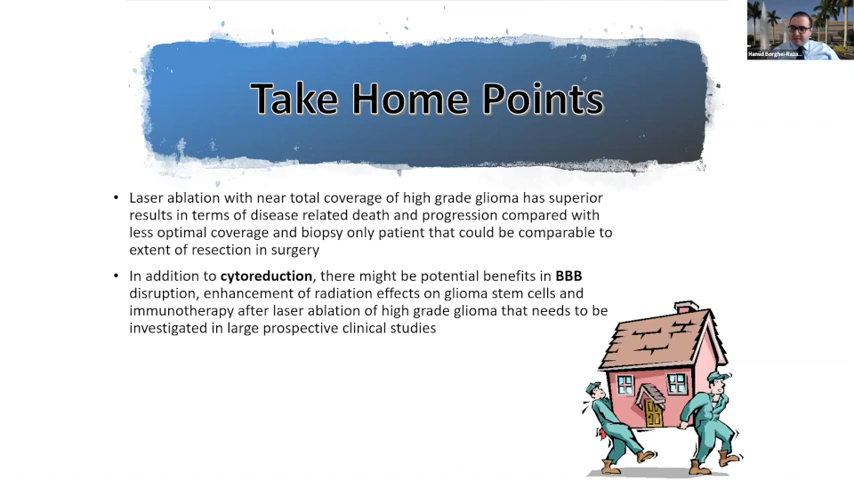 Hamid Borghei-Raza...
Take Home Points
• Laser ablation with near total coverage of high grade glioma has superior
results in terms of disease related death and progression compared with
less optimal coverage and biopsy only patient that could be comparable to
extent of resection in surgery
• In addition to cytoreduction, there might be potential benefits in BBB
disruption, enhancement of radiation effects on glioma stem cells and
immunotherapy after laser ablation of high grade glioma that needs to be
investigated in large prospective clinical studies